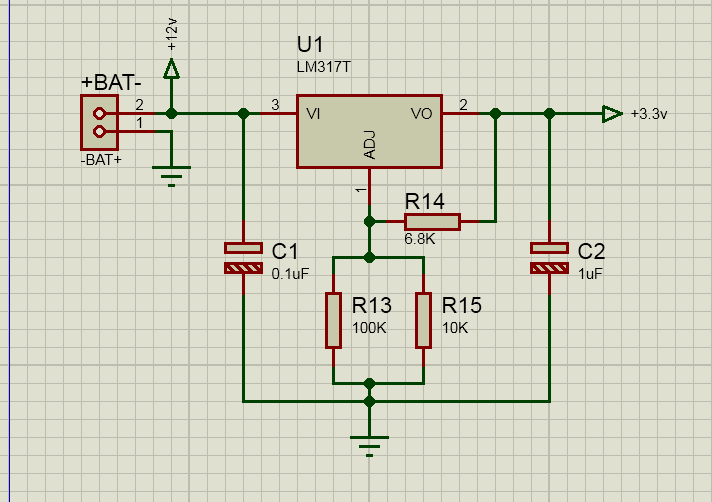 +12v
U1
LM317T
+BAT-
2
1
-BAT+
3
VI
VO
2
+3.3v
ADJ
1
R14
6.8K
C1
0.1uF
C2
1uF
R13
100K
R15
10K